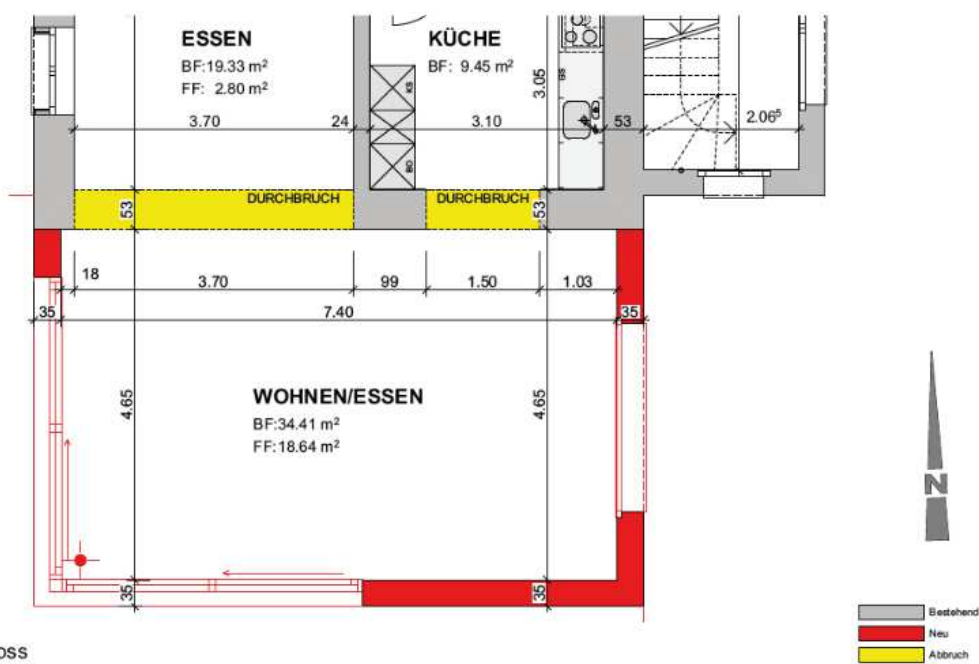 ESSEN
BF:19.33 m²
FF: 2.80 m²
KÜCHE
BF: 9.45 m²
KS
GS
3.05
3.70
24
3.10
53
2.06⁵
BO
DURCHBRUCH
DURCHBRUCH
53
53
18
3.70
99
1.50
1.03
35
7.40
35
WOHNEN/ESSEN
BF:34.41 m²
FF:18.64 m²
4.65
4.65
N
35
35
Bestehend
Neu
Abbruch
OSS